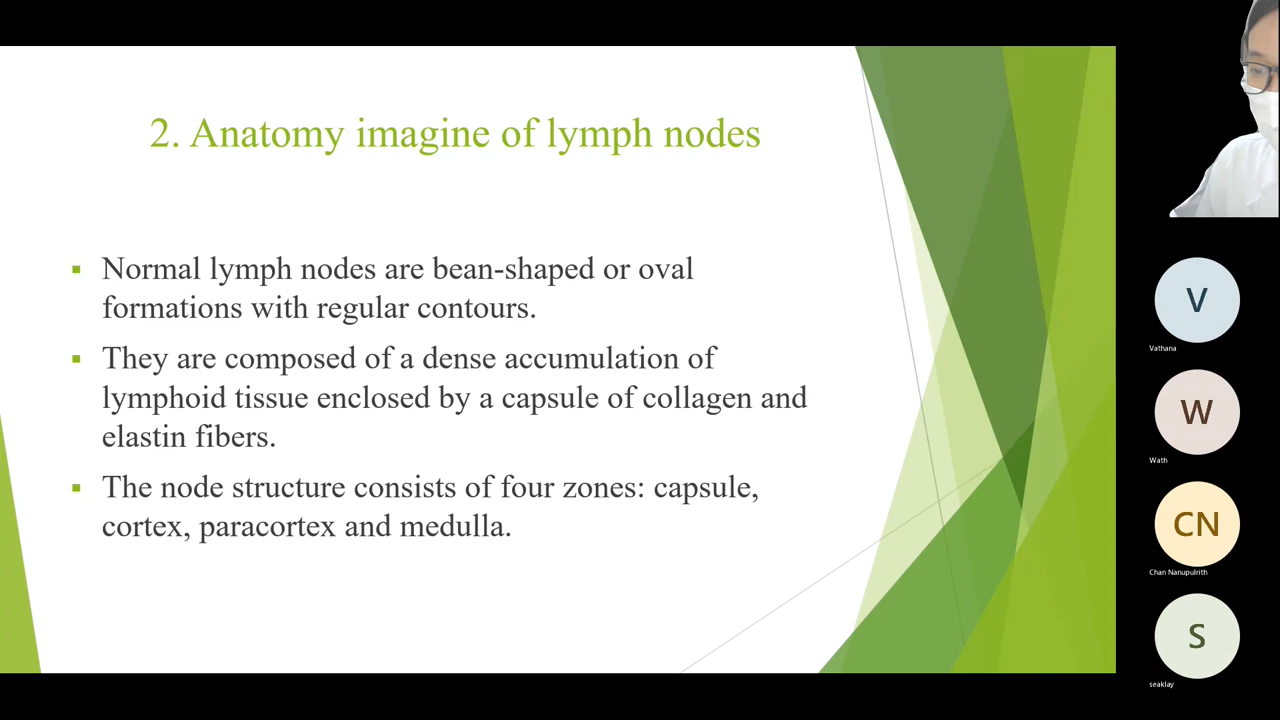 2. Anatomy imagine of lymph nodes
Normal lymph nodes are bean-shaped or oval
formations with regular contours.
They are composed of a dense accumulation of
lymphoid tissue enclosed by a capsule of collagen and
elastin fibers.
The node structure consists of four zones: capsule,
cortex, paracortex and medulla.
V
Vathana
W
Wath
CN
Chan Nanupulrith
S
seaklay